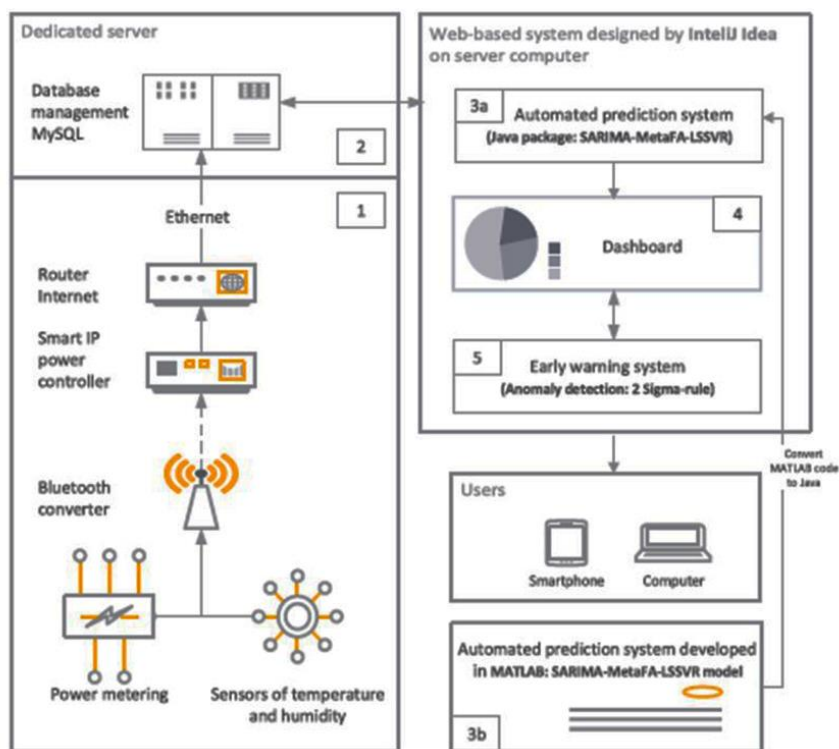 Dedicated server
Database
management
MySQL
2
1
Ethernet
Router
Internet
Smart IP
power
controller
Bluetooth
converter
Power metering
Sensors of temperature
and humidity
Web-based system designed by InteliJ Idea
on server computer
3a
Automated prediction system
(Java package: SARIMA-MetaFA-LSSVR)
4
Dashboard
5
Early warning system
(Anomaly detection: 2 Sigma-rule)
Convert
MATLAB code
to Java
Users
Smartphone
Computer
Automated prediction system developed
in MATLAB: SARIMA-MetaFA-LSSVR model
3b